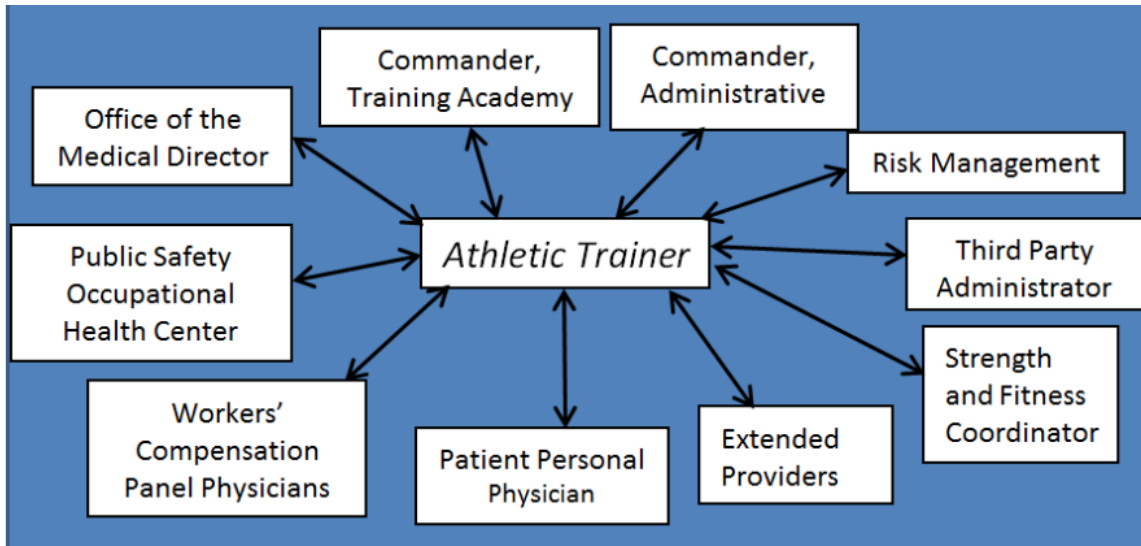 Commander,
Training Academy
Commander,
Administrative
Office of the
Medical Director
Risk Management
Athletic Trainer
Public Safety
Occupational
Health Center
Third Party
Administrator
Strength
and Fitness
Coordinator
Workers’
Compensation
Panel Physicians
Patient Personal
Physician
Extended
Providers